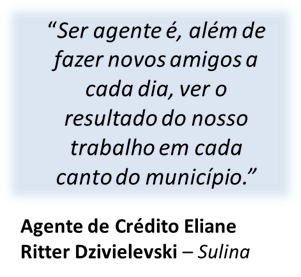 “Ser agente é, além de
fazer novos amigos a
cada dia, ver o
resultado do nosso
trabalho em cada
canto do município.”
Agente de Crédito Eliane
Ritter Dzivielevski – Sulina